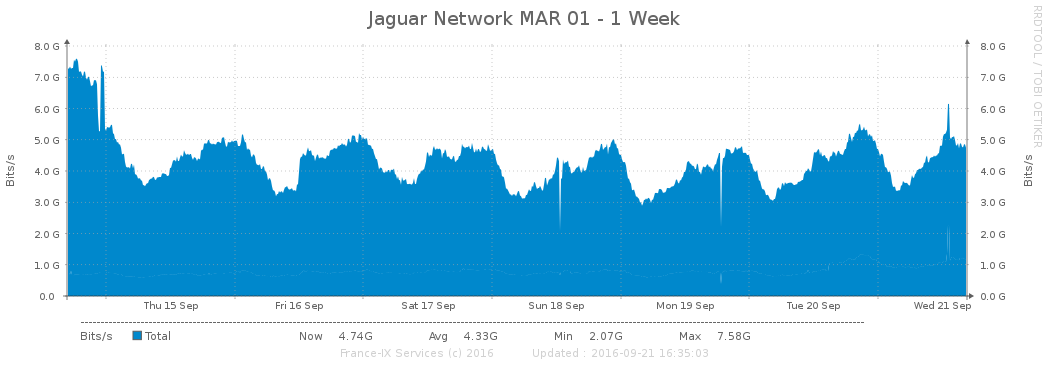 Jaguar Network MAR 01 - 1 Week
RRDTOOL / TOBI OETIKER
Bits/s
Bits/s
8.0 G 8.0 G
7.0 G 7.0 G
6.0 G 6.0 G
5.0 G 5.0 G
4.0 G 4.0 G
3.0 G 3.0 G
2.0 G 2.0 G
1.0 G 1.0 G
0.0 0.0 G
Thu 15 Sep Fri 16 Sep Sat 17 Sep Sun 18 Sep Mon 19 Sep Tue 20 Sep Wed 21 Sep
Bits/s Total Now 4.74G Avg 4.33G Min 2.07G Max 7.58G
France-IX Services (c) 2016 Updated : 2016-09-21 16:35:03